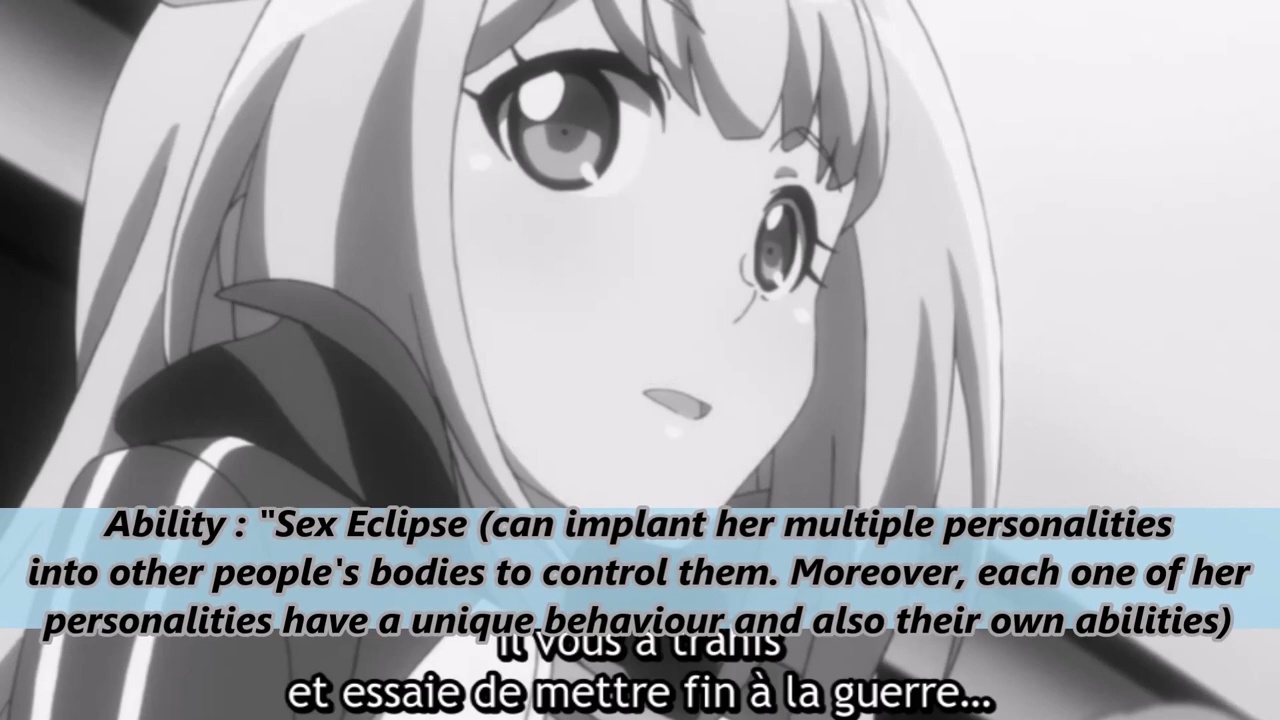 Ability : "Sex Eclipse (can implant her multiple personalities
into other people's bodies to control them. Moreover, each one of her
personalities have a unique behaviour and also their own abilities)
Il vous a trahis
et essaie de mettre fin à la guerre...